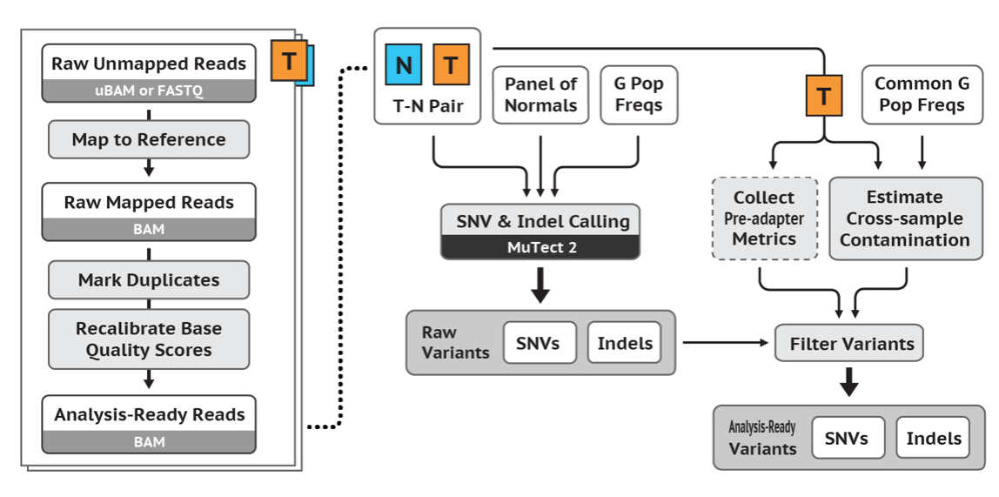 Raw Unmapped Reads
uBAM or FASTQ
T
Map to Reference
Raw Mapped Reads
BAM
Mark Duplicates
Recalibrate Base
Quality Scores
Analysis-Ready Reads
BAM
N T
T-N Pair
Panel of
Normals
G Pop
Freqs
SNV & Indel Calling
MuTect 2
Raw
Variants
SNVs
Indels
T
Common G
Pop Freqs
Collect
Pre-adapter
Metrics
Estimate
Cross-sample
Contamination
Filter Variants
Analysis-Ready
Variants
SNVs
Indels